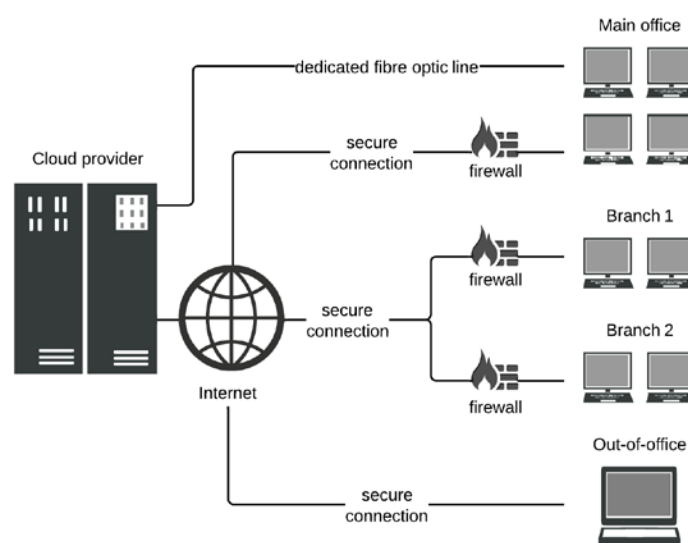 Main office
dedicated fibre optic line
secure
connection
firewall
Cloud provider
Branch 1
firewall
secure
connection
Branch 2
Internet
firewall
Out-of-office
secure
connection